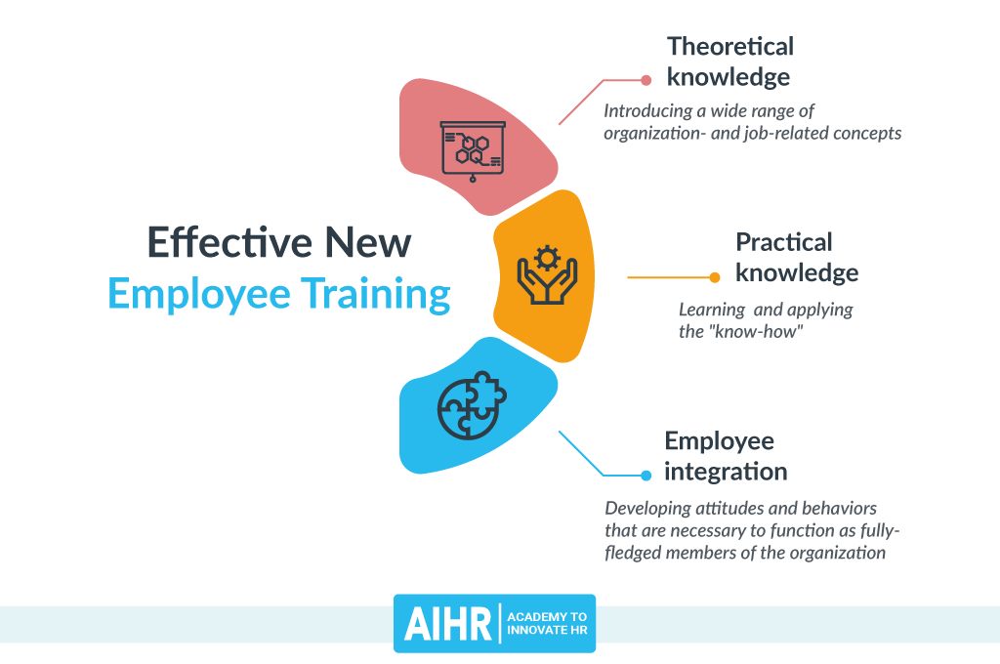 Effective New
Employee Training
Theoretical
knowledge
Introducing a wide range of
organization- and job-related concepts
Practical
knowledge
Learning and applying
the "know-how"
Employee
integration
Developing attitudes and behaviors
that are necessary to function as fully-
fledged members of the organization
AIHR
ACADEMY TO
INNOVATE HR